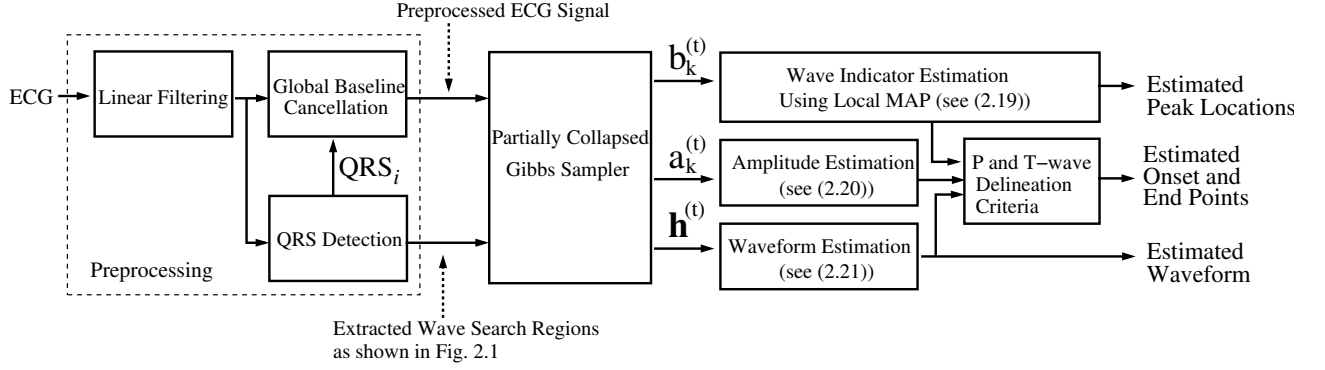 Preprocessed ECG Signal
ECG
Linear Filtering
Global Baseline
Cancellation
QRS_i
QRS Detection
Preprocessing
Extracted Wave Search Regions
as shown in Fig. 2.1
Partially Collapsed
Gibbs Sampler
b_k^(t)
a_k^(t)
h^(t)
Wave Indicator Estimation
Using Local MAP (see (2.19))
Amplitude Estimation
(see (2.20))
Waveform Estimation
(see (2.21))
P and T−wave
Delineation
Criteria
Estimated
Peak Locations
Estimated
Onset and
End Points
Estimated
Waveform